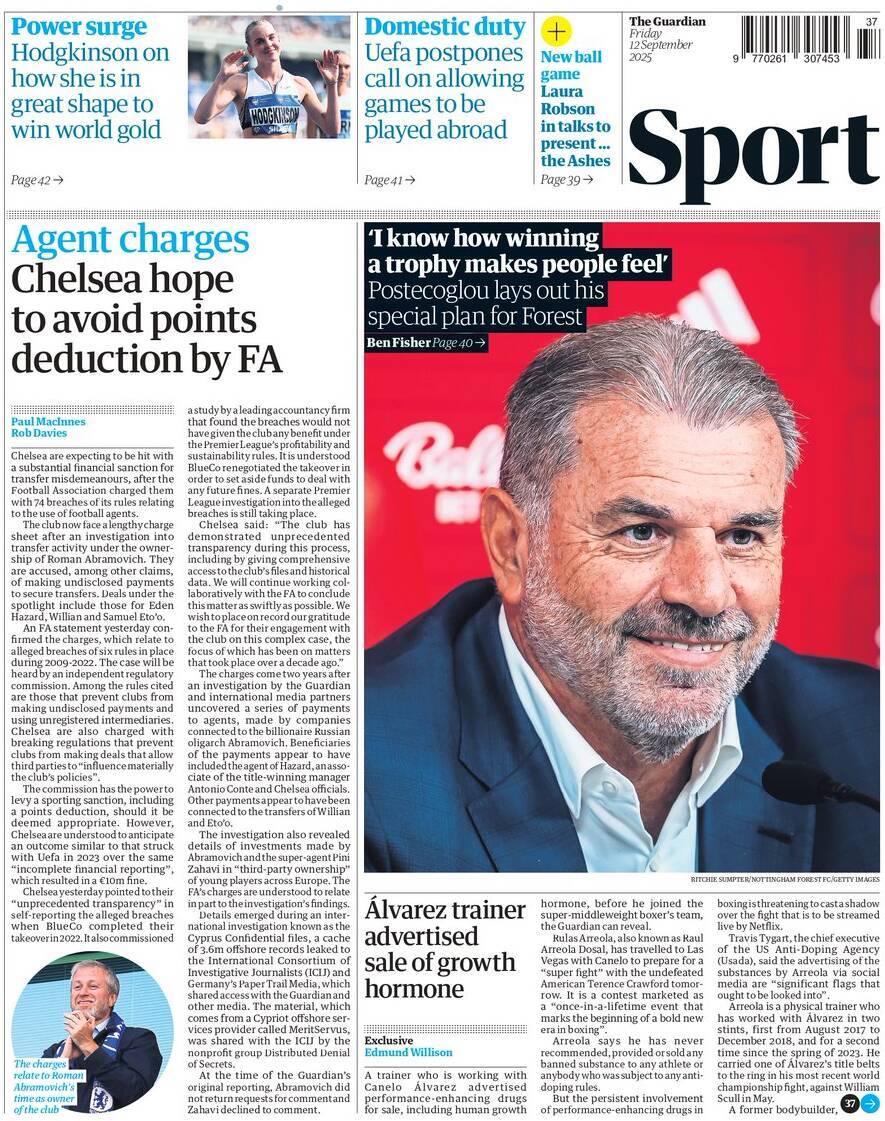 Power surge
Hodgkinson on
how she is in
great shape to
win world gold
Page 42 →
HODGKINSON
Domestic duty
Uefa postpones
call on allowing
games to be
played abroad
Page 41 →
+
New ball
game
Laura
Robson
in talks to
present ...
the Ashes
Page 39 →
The Guardian
Friday
12 September
2025
37
9 770261 307453
Sport
Agent charges
Chelsea hope
to avoid points
deduction by FA
Paul MacInnes
Rob Davies
Chelsea are expecting to be hit with
a substantial financial sanction for
transfer misdemeanours, after the
Football Association charged them
with 74 breaches of its rules relating
to the use of football agents.
The club now face a lengthy charge
sheet after an investigation into
transfer activity under the owner-
ship of Roman Abramovich. They
are accused, among other claims,
of making undisclosed payments
to secure transfers. Deals under the
spotlight include those for Eden
Hazard, Willian and Samuel Eto'o.
An FA statement yesterday con-
firmed the charges, which relate to
alleged breaches of six rules in place
during 2009-2022. The case will be
heard by an independent regulatory
commission. Among the rules cited
are those that prevent clubs from
making undisclosed payments and
using unregistered intermediaries.
Chelsea are also charged with
breaking regulations that prevent
clubs from making deals that allow
third parties to "influence materially
the club's policies".
The commission has the power to
levy a sporting sanction, including
a points deduction, should it be
deemed appropriate. However,
Chelsea are understood to anticipate
an outcome similar to that struck
with Uefa in 2023 over the same
"incomplete financial reporting",
which resulted in a €10m fine.
Chelsea yesterday pointed to their
"unprecedented transparency" in
self-reporting the alleged breaches
when BlueCo completed their
takeover in 2022. It also commissioned
The charges
relate to Roman
Abramovich's
time as owner
of the club
a study by a leading accountancy firm
that found the breaches would not
have given the club any benefit under
the Premier League's profitability and
sustainability rules. It is understood
BlueCo renegotiated the takeover in
order to set aside funds to deal with
any future fines. A separate Premier
League investigation into the alleged
breaches is still taking place.
Chelsea said: "The club has
demonstrated unprecedented
transparency during this process,
including by giving comprehensive
access to the club's files and historical
data. We will continue working col-
laboratively with the FA to conclude
this matter as swiftly as possible. We
wish to place on record our gratitude
to the FA for their engagement with
the club on this complex case, the
focus of which has been on matters
that took place over a decade ago."
The charges come two years after
an investigation by the Guardian
and international media partners
uncovered a series of payments
to agents, made by companies
connected to the billionaire Russian
oligarch Abramovich. Beneficiaries
of the payments appear to have
included the agent of Hazard, an asso-
ciate of the title-winning manager
Antonio Conte and Chelsea officials.
Other payments appear to have been
connected to the transfers of Willian
and Eto'o.
The investigation also revealed
details of investments made by
Abramovich and the super-agent Pini
Zahavi in "third-party ownership"
of young players across Europe. The
FA's charges are understood to relate
in part to the investigation's findings.
Details emerged during an inter-
national investigation known as the
Cyprus Confidential files, a cache
of 3.6m offshore records leaked to
the International Consortium of
Investigative Journalists (ICIJ) and
Germany's Paper Trail Media, which
shared access with the Guardian and
other media. The material, which
comes from a Cypriot offshore ser-
vices provider called MeritServus,
was shared with the ICIJ by the
nonprofit group Distributed Denial
of Secrets.
At the time of the Guardian's
original reporting, Abramovich did
not return requests for comment and
Zahavi declined to comment.
'I know how winning
a trophy makes people feel'
Postecoglou lays out his
special plan for Forest
Ben Fisher Page 40 →
RITCHIE SUMPTER/NOTTINGHAM FOREST FC/GETTY IMAGES
Álvarez trainer
advertised
sale of growth
hormone
Exclusive
Edmund Willison
A trainer who is working with
Canelo Álvarez advertised
performance-enhancing drugs
for sale, including human growth
hormone, before he joined the
super-middleweight boxer's team,
the Guardian can reveal.
Rulas Arreola, also known as Raul
Arreola Dosal, has travelled to Las
Vegas with Canelo to prepare for a
"super fight" with the undefeated
American Terence Crawford tomor-
row. It is a contest marketed as
a "once-in-a-lifetime event that
marks the beginning of a bold new
era in boxing".
Arreola says he has never
recommended, provided or sold any
banned substance to any athlete or
anybody who was subject to any anti-
doping rules.
But the persistent involvement
of performance-enhancing drugs in
boxing is threatening to cast a shadow
over the fight that is to be streamed
live by Netflix.
Travis Tygart, the chief executive
of the US Anti-Doping Agency
(Usada), said the advertising of the
substances by Arreola via social
media are "significant flags that
ought to be looked into".
Arreola is a physical trainer who
has worked with Álvarez in two
stints, first from August 2017 to
December 2018, and for a second
time since the spring of 2023. He
carried one of Álvarez's title belts
to the ring in his most recent world
championship fight, against William
Scull in May.
A former bodybuilder,
37 →